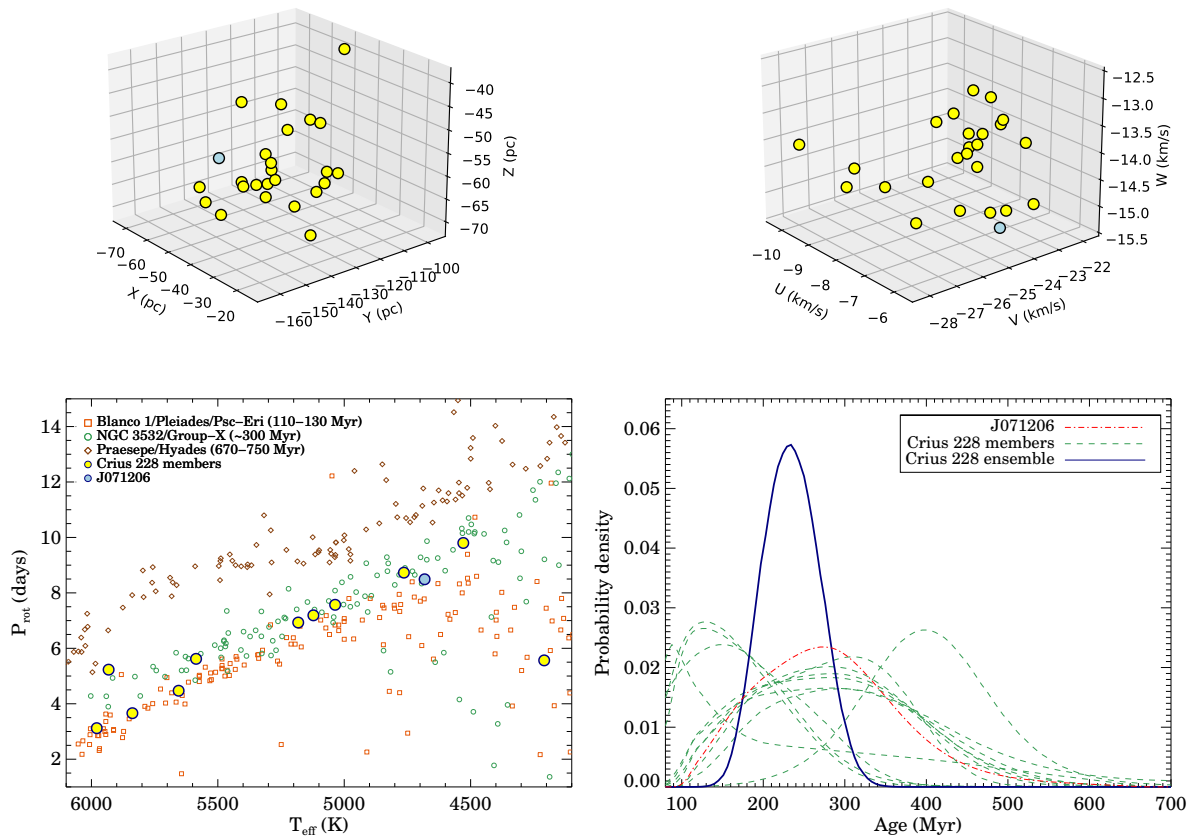 −40
−45
−50
−55
−60
−65
−70
Z (pc)
−70
−60
−50
−40
−30
−20
X (pc)
−160
−150
−140
−130
−120
−110
−100
Y (pc)
−12.5
−13.0
−13.5
−14.0
−14.5
−15.0
−15.5
W (km/s)
−10
−9
−8
−7
−6
U (km/s)
−28
−27
−26
−25
−24
−23
−22
V (km/s)
Blanco 1/Pleiades/Psc−Eri (110−130 Myr)
NGC 3532/Group−X (~300 Myr)
Praesepe/Hyades (670−750 Myr)
Crius 228 members
J071206
14
12
10
8
6
4
2
Prot (days)
6000 5500 5000 4500
Teff (K)
J071206
Crius 228 members
Crius 228 ensemble
0.06
0.05
0.04
0.03
0.02
0.01
0.00
Probability density
100 200 300 400 500 600 700
Age (Myr)